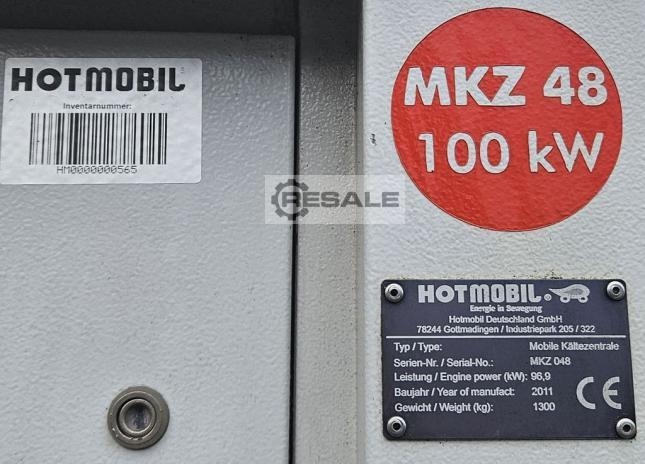 HOTMOBIL
Inventarnummer:
HM0000000565
MKZ 48
100 kW
RESALE
HOTMOBIL®
Energie in Bewegung
Hotmobil Deutschland GmbH
78244 Gottmadingen / Industriepark 205 / 322
Typ / Type: Mobile Kältezentrale
Serien-Nr. / Serial-No.: MKZ 048
Leistung / Engine power (kW): 96,9
Baujahr / Year of manufact: 2011
Gewicht / Weight (kg): 1300
CE